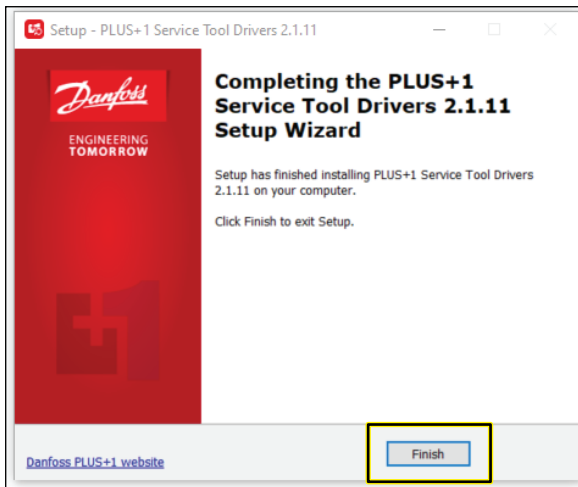 Setup - PLUS+1 Service Tool Drivers 2.1.11
Danfoss
ENGINEERING
TOMORROW
Completing the PLUS+1
Service Tool Drivers 2.1.11
Setup Wizard
Setup has finished installing PLUS+1 Service Tool Drivers
2.1.11 on your computer.
Click Finish to exit Setup.
+1
Danfoss PLUS+1 website
Finish